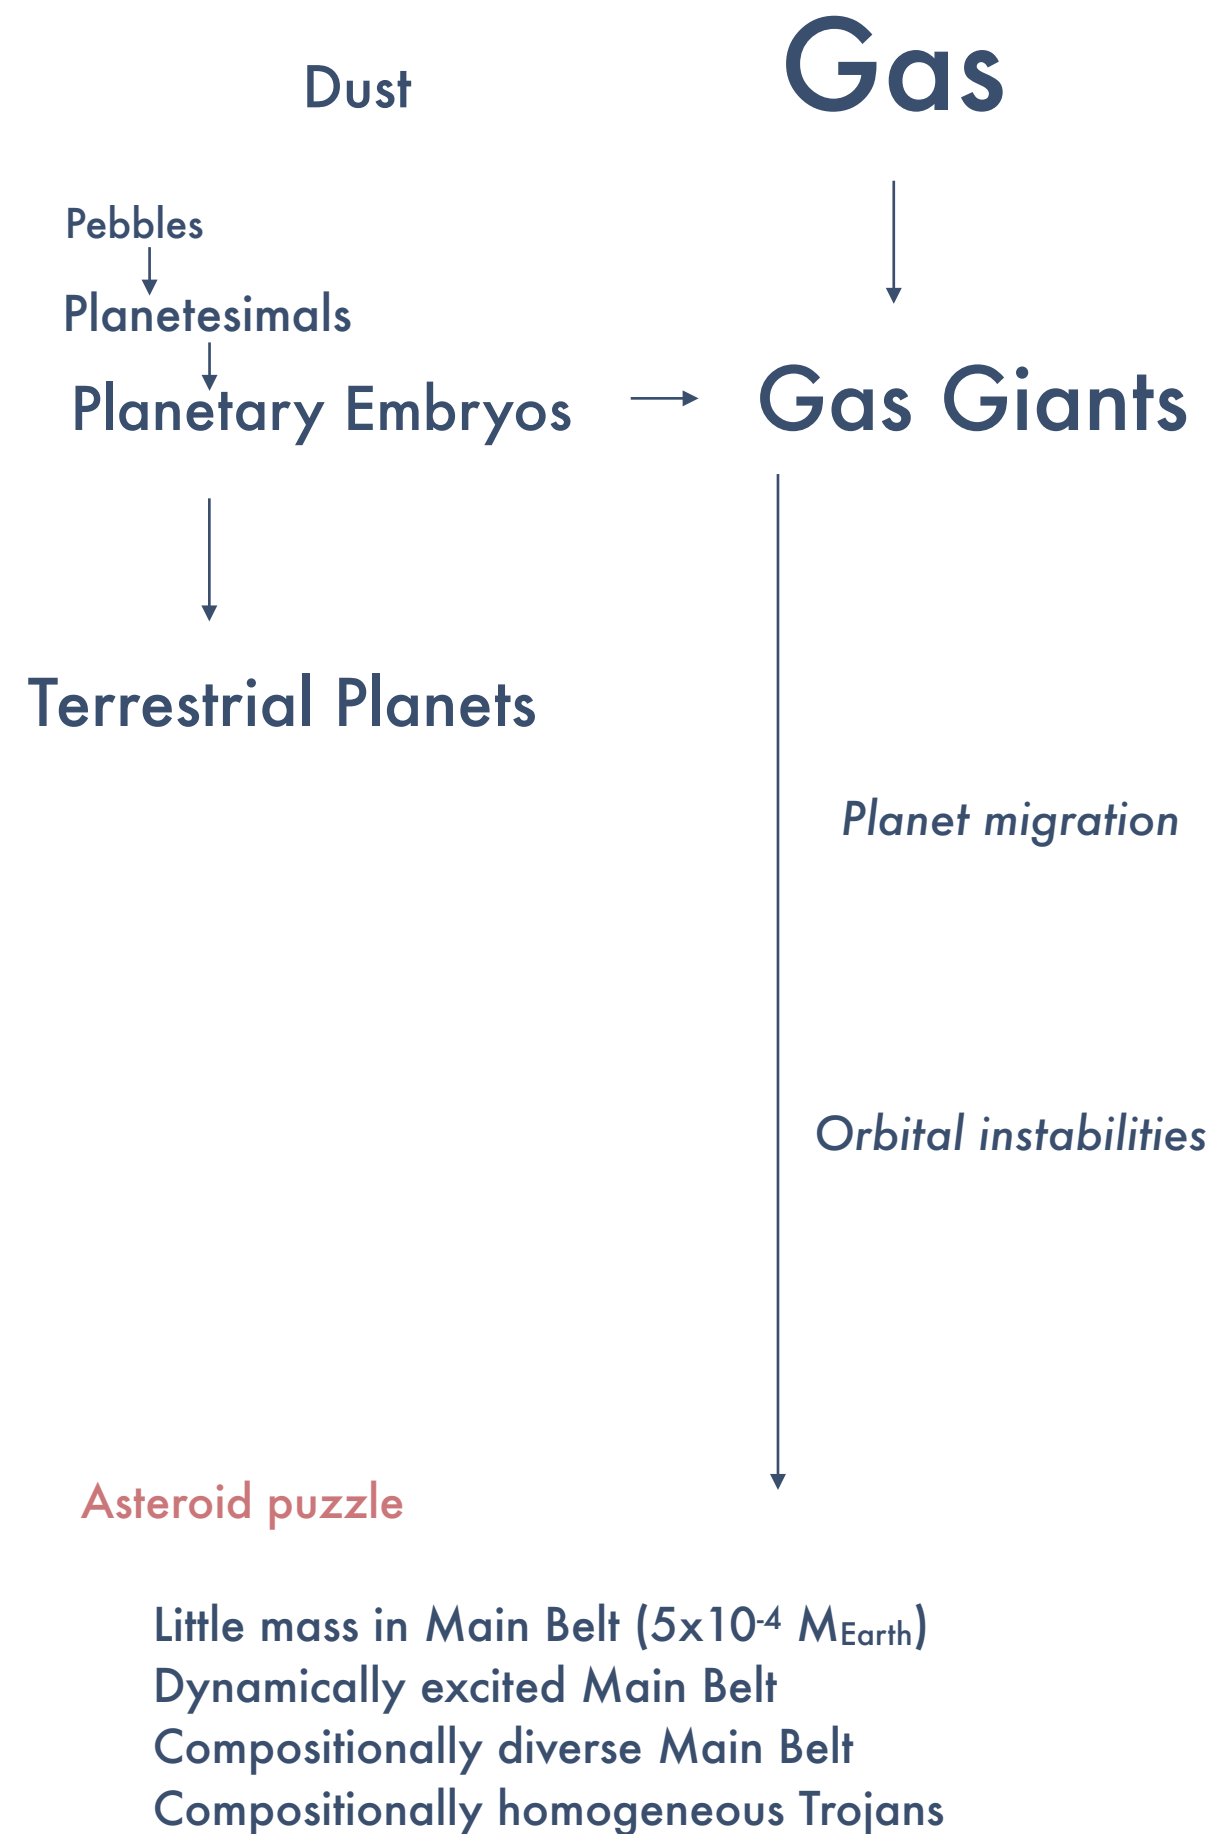 Dust
Gas
Pebbles
Planetesimals
Planetary Embryos
Gas Giants
Terrestrial Planets
Planet migration
Orbital instabilities
Asteroid puzzle
Little mass in Main Belt (5x10-4 MEarth)
Dynamically excited Main Belt
Compositionally diverse Main Belt
Compositionally homogeneous Trojans